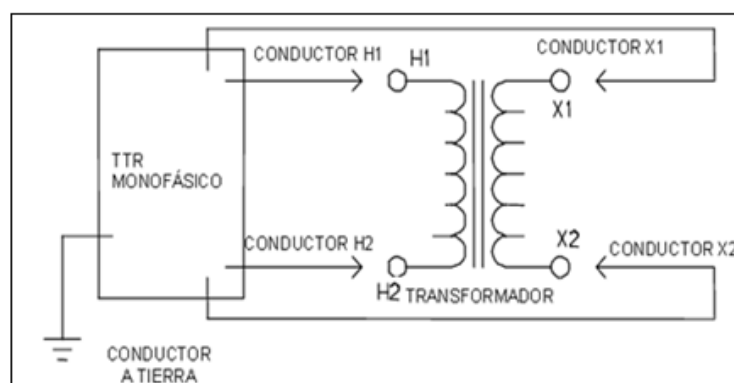 CONDUCTOR H1
H1
CONDUCTOR X1
X1
TTR
MONOFÁSICO
CONDUCTOR H2
H2
X2
CONDUCTOR X2
TRANSFORMADOR
CONDUCTOR
A TIERRA